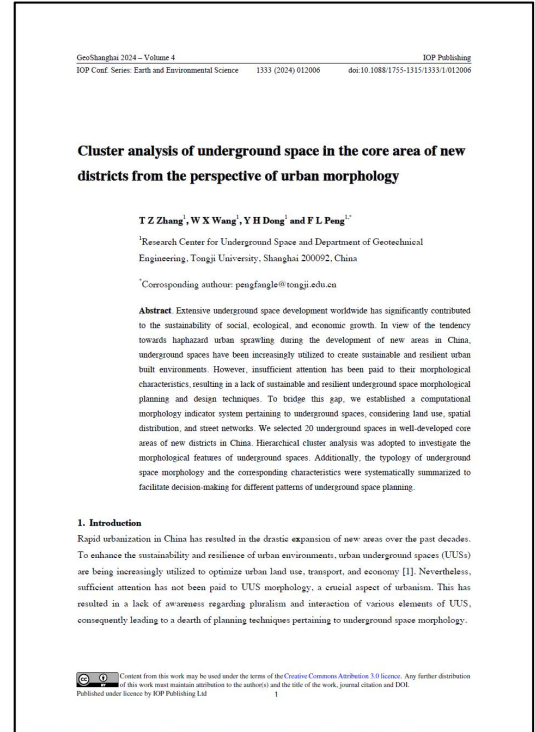 GeoShanghai 2024 – Volume 4 IOP Publishing
IOP Conf. Series: Earth and Environmental Science 1333 (2024) 012006 doi:10.1088/1755-1315/1333/1/012006
Cluster analysis of underground space in the core area of new
districts from the perspective of urban morphology
T Z Zhang1, W X Wang1, Y H Dong1 and F L Peng1,*
1Research Center for Underground Space and Department of Geotechnical
Engineering, Tongji University, Shanghai 200092, China
*Corrosponding authour: pengfangle@tongji.edu.cn
Abstract. Extensive underground space development worldwide has significantly contributed
to the sustainability of social, ecological, and economic growth. In view of the tendency
towards haphazard urban sprawling during the development of new areas in China,
underground spaces have been increasingly utilized to create sustainable and resilient urban
built environments. However, insufficient attention has been paid to their morphological
characteristics, resulting in a lack of sustainable and resilient underground space morphological
planning and design techniques. To bridge this gap, we established a computational
morphology indicator system pertaining to underground spaces, considering land use, spatial
distribution, and street networks. We selected 20 underground spaces in well-developed core
areas of new districts in China. Hierarchical cluster analysis was adopted to investigate the
morphological features of underground spaces. Additionally, the typology of underground
space morphology and the corresponding characteristics were systematically summarized to
facilitate decision-making for different patterns of underground space planning.
1. Introduction
Rapid urbanization in China has resulted in the drastic expansion of new areas over the past decades.
To enhance the sustainability and resilience of urban environments, urban underground spaces (UUSs)
are being increasingly utilized to optimize urban land use, transport, and economy [1]. Nevertheless,
sufficient attention has not been paid to UUS morphology, a crucial aspect of urbanism. This has
resulted in a lack of awareness regarding pluralism and interaction of various elements of UUS,
consequently leading to a dearth of planning techniques pertaining to underground space morphology.
cc BY
Content from this work may be used under the terms of the Creative Commons Attribution 3.0 licence. Any further distribution
of this work must maintain attribution to the author(s) and the title of the work, journal citation and DOI.
Published under licence by IOP Publishing Ltd
1